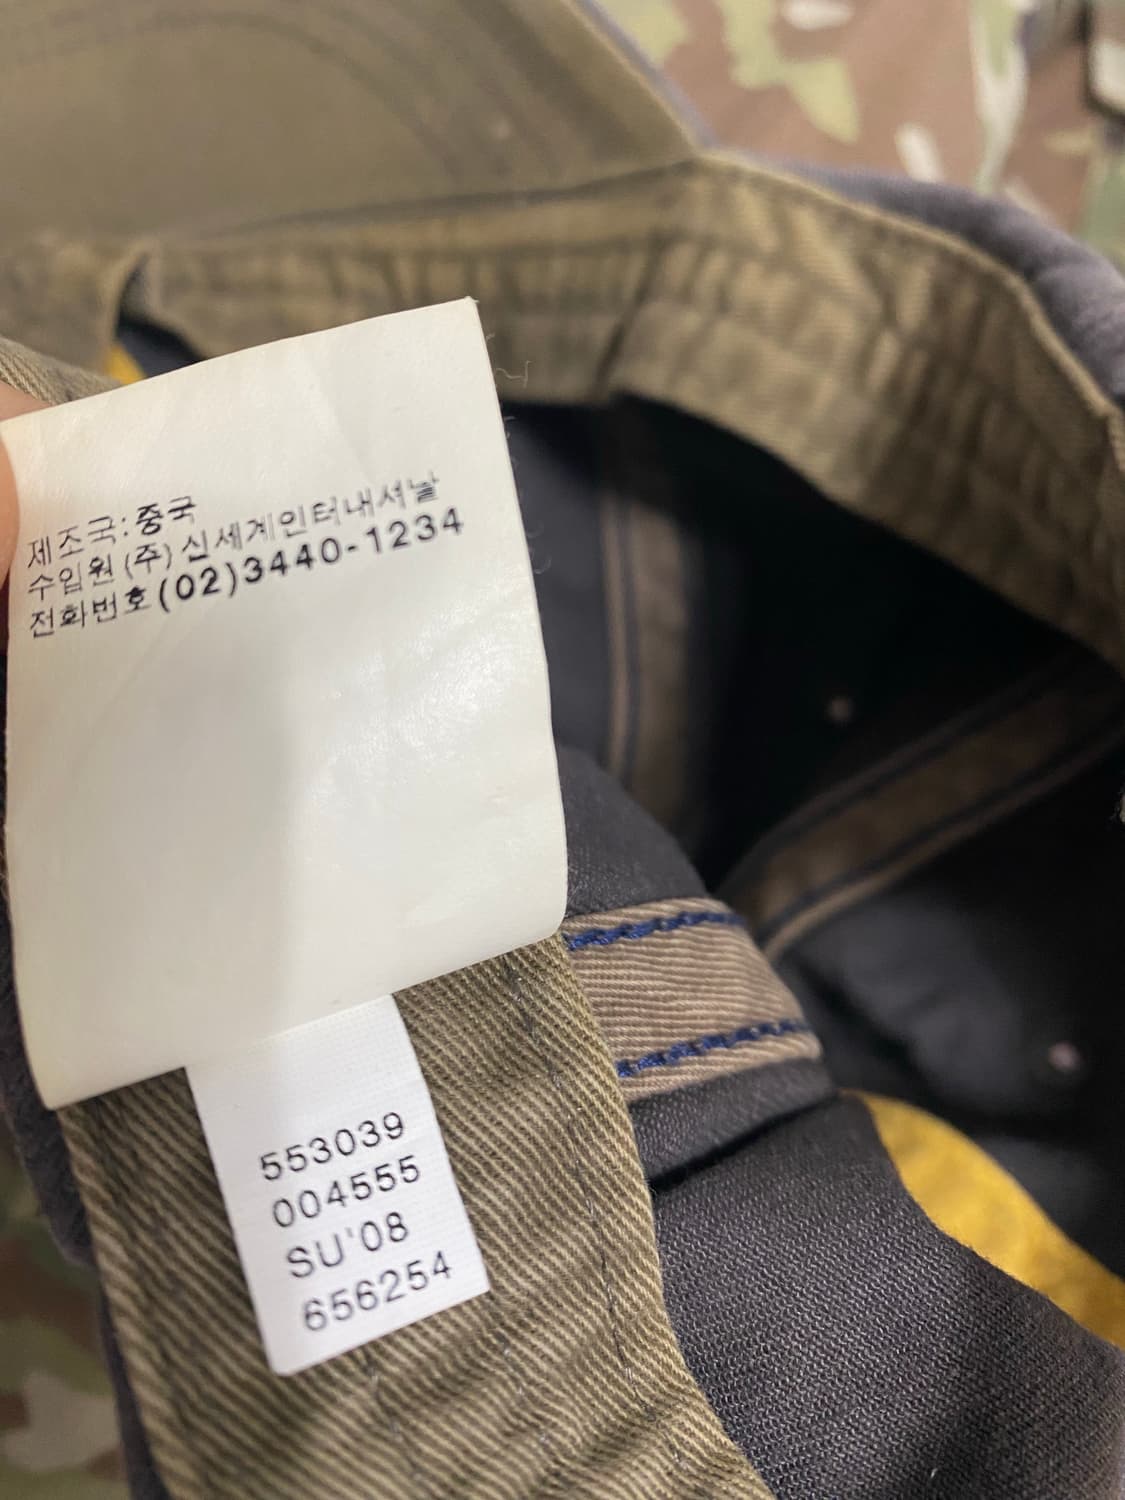 제조국: 중국
수입원 (주) 신세계인터내셔날
전화번호 (02)3440-1234
553039
004555
SU'08
656254